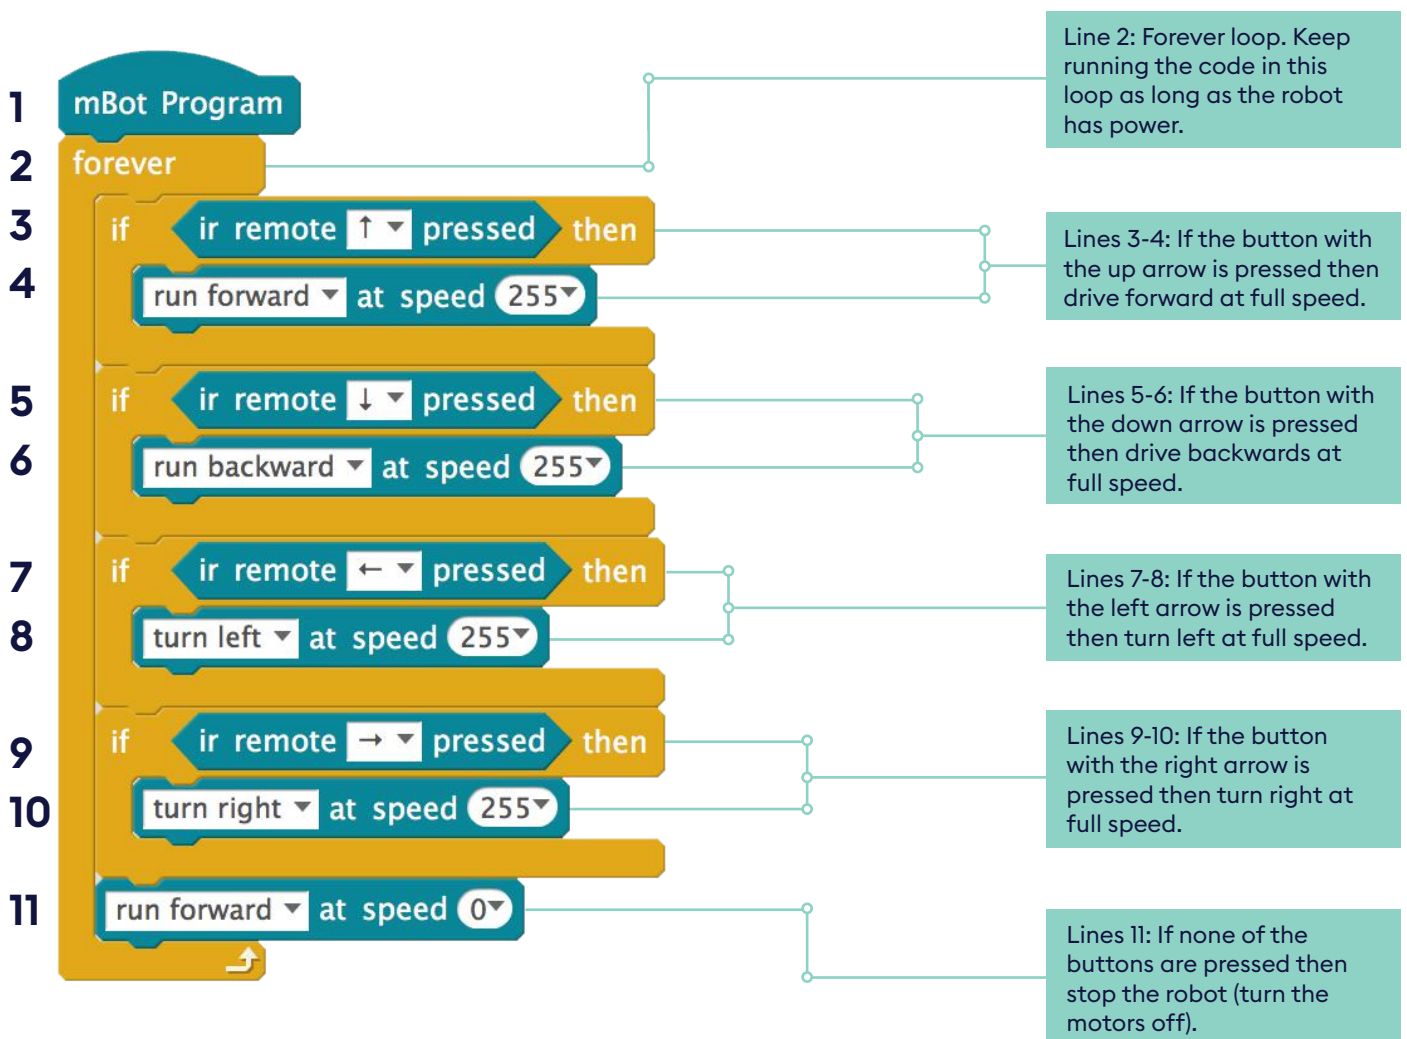 1
mBot Program
2
forever
3
if ir remote ↑ pressed then
4
run forward at speed 255
5
if ir remote ↓ pressed then
6
run backward at speed 255
7
if ir remote ← pressed then
8
turn left at speed 255
9
if ir remote → pressed then
10
turn right at speed 255
11
run forward at speed 0
Line 2: Forever loop. Keep
running the code in this
loop as long as the robot
has power.
Lines 3-4: If the button with
the up arrow is pressed then
drive forward at full speed.
Lines 5-6: If the button with
the down arrow is pressed
then drive backwards at
full speed.
Lines 7-8: If the button with
the left arrow is pressed
then turn left at full speed.
Lines 9-10: If the button
with the right arrow is
pressed then turn right at
full speed.
Lines 11: If none of the
buttons are pressed then
stop the robot (turn the
motors off).